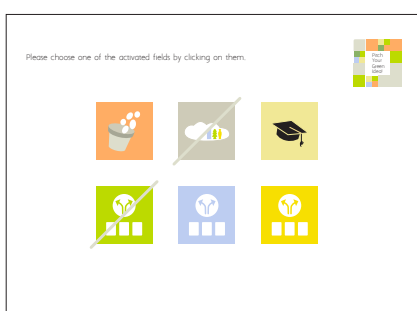 Please choose one of the activated fields by clicking on them.
Pitch
Your
Green
Idea!